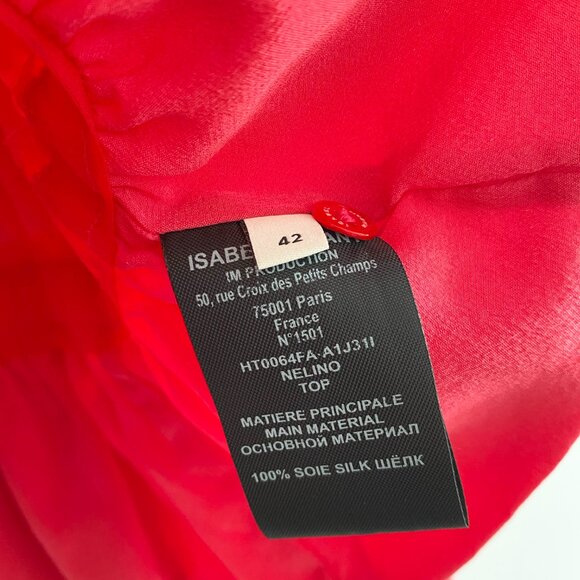 42
ISABE ANT
IM PRODUCTION
50, rue Croix des Petits Champs
75001 Paris
France
N°1501
HT0064FA-A1J31I
NELINO
TOP
MATIERE PRINCIPALE
MAIN MATERIAL
ОСНОВНОЙ МАТЕРИАЛ
100% SOIE SILK ШЁЛК